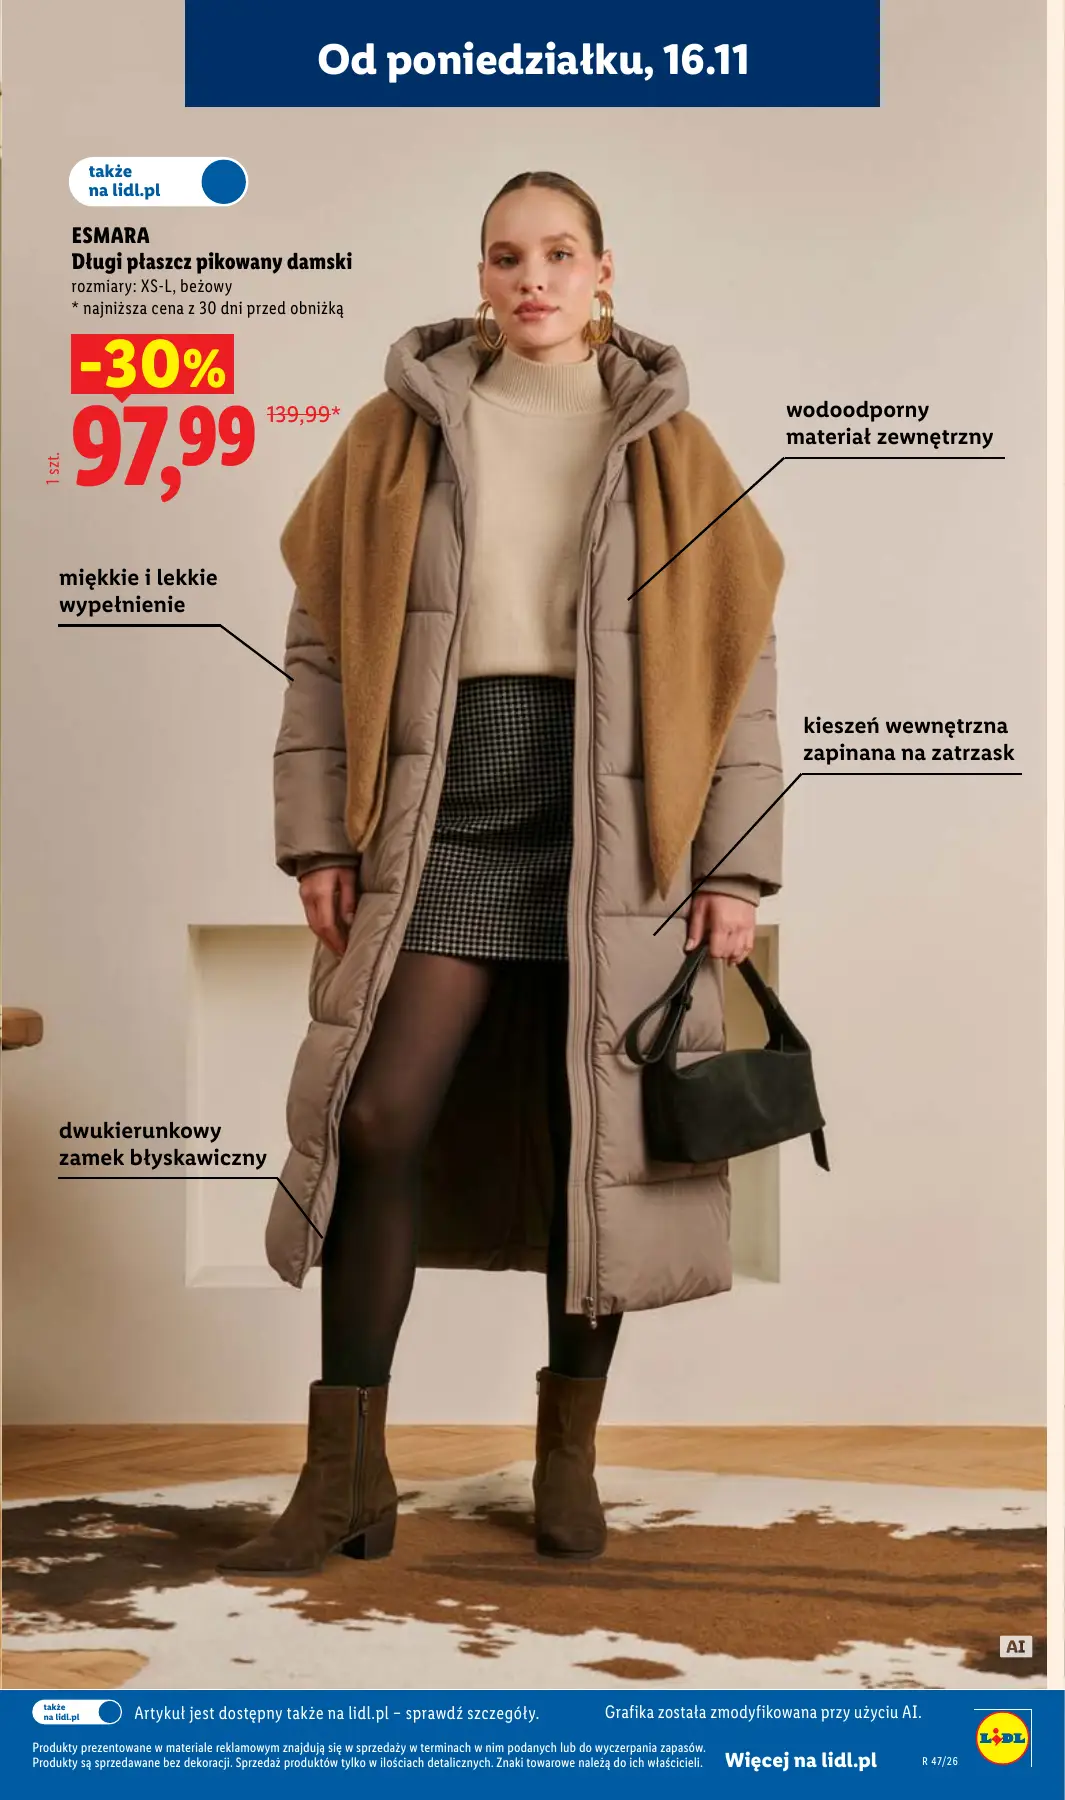 Od poniedziałku, 16.11
także
na lidl.pl
ESMARA
Długi płaszcz pikowany damski
rozmiary: XS-L, beżowy
* najniższa cena z 30 dni przed obniżką
-30%
139,99*
97,99
1 szt.
wodoodporny
materiał zewnętrzny
miękkie i lekkie
wypełnienie
kieszeń wewnętrzna
zapinana na zatrzask
dwukierunkowy
zamek błyskawiczny
AI
także
na lidl.pl
Artykuł jest dostępny także na lidl.pl – sprawdź szczegóły.
Grafika została zmodyfikowana przy użyciu AI.
Produkty prezentowane w materiale reklamowym znajdują się w sprzedaży w terminach w nim podanych lub do wyczerpania zapasów.
Produkty są sprzedawane bez dekoracji. Sprzedaż produktów tylko w ilościach detalicznych. Znaki towarowe należą do ich właścicieli.
Więcej na lidl.pl
R 47/26
LIDL